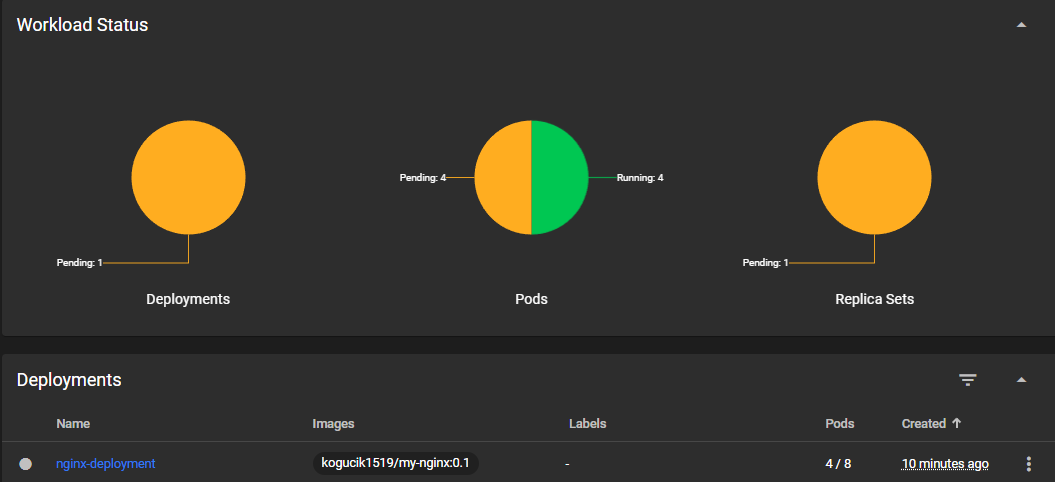 Workload Status
Pending: 4 Running: 4
Pending: 1 Pending: 1
Deployments Pods Replica Sets
Deployments
Name Images Labels Pods Created
nginx-deployment kogucik1519/my-nginx:0.1 - 4 / 8 10 minutes ago